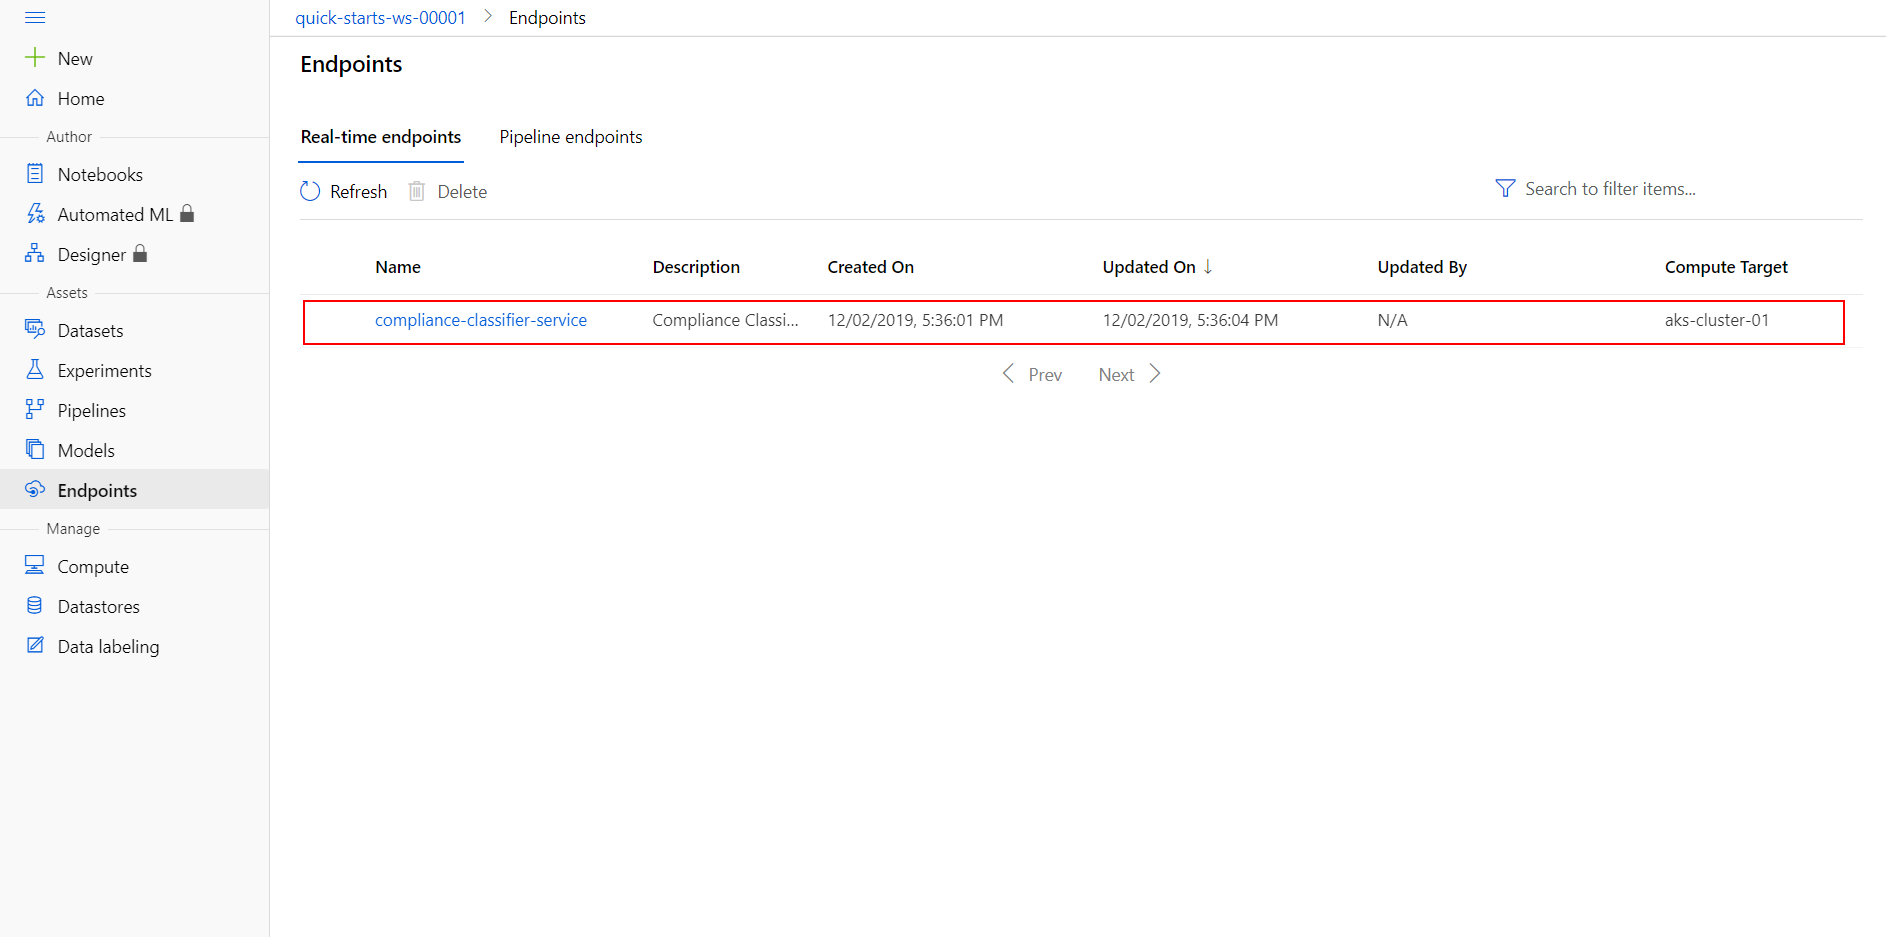 quick-starts-ws-00001 > Endpoints
New
Home
Author
Notebooks
Automated ML
Designer
Assets
Datasets
Experiments
Pipelines
Models
Endpoints
Manage
Compute
Datastores
Data labeling
Endpoints
Real-time endpoints Pipeline endpoints
Refresh Delete Search to filter items...
Name Description Created On Updated On ↓ Updated By Compute Target
compliance-classifier-service Compliance Classi... 12/02/2019, 5:36:01 PM 12/02/2019, 5:36:04 PM N/A aks-cluster-01
Prev Next